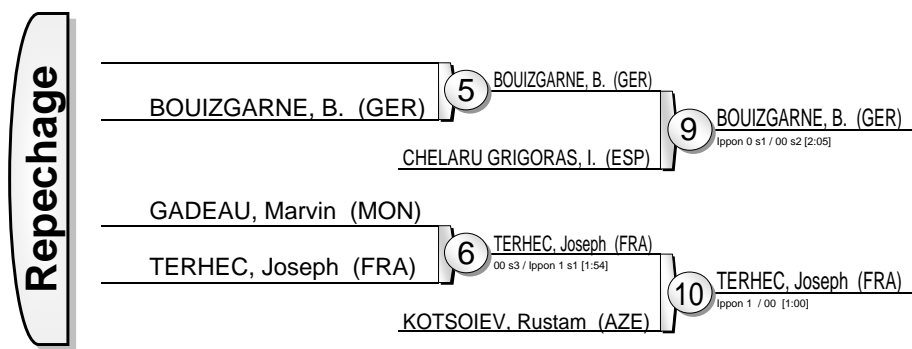 Repechage
BOUIZGARNE, B. (GER)
5
BOUIZGARNE, B. (GER)
CHELARU GRIGORAS, I. (ESP)
9
BOUIZGARNE, B. (GER)
Ippon 0 s1 / 00 s2 [2:05]
GADEAU, Marvin (MON)
TERHEC, Joseph (FRA)
6
TERHEC, Joseph (FRA)
00 s3 / Ippon 1 s1 [1:54]
KOTSOIEV, Rustam (AZE)
10
TERHEC, Joseph (FRA)
Ippon 1 / 00 [1:00]